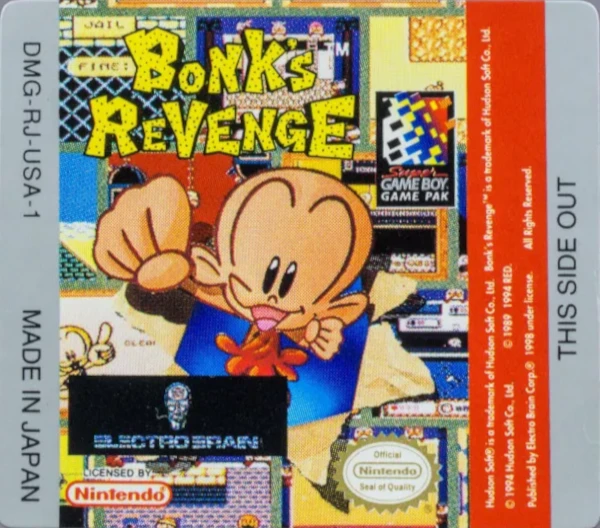 DMG-RJ-USA-1
MADE IN JAPAN
JAIL
FINE:
BONK'S
REVENGE
TM
Super
GAME BOY
GAME PAK
ELECTRO BRAIN
LICENSED BY
Nintendo
Official
Nintendo
Seal of Quality
Hudson Soft® is a trademark of Hudson Soft Co., Ltd. Bonk's Revenge™ is a trademark of Hudson Soft Co., Ltd.
© 1994 Hudson Soft Co., Ltd. © 1989 1994 RED.
Published by Electro Brain Corp.® 1998 under license. All Rights Reserved.
THIS SIDE OUT